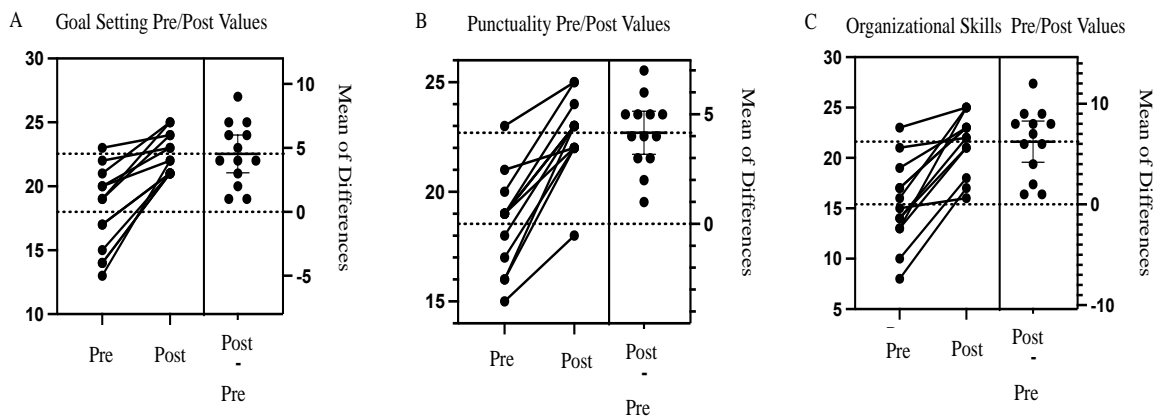 A Goal Setting Pre/Post Values
30
25
20
15
10
10
5
0
-5
Mean of Differences
Pre
Post
Post
-
Pre
B Punctuality Pre/Post Values
25
20
15
5
0
Mean of Differences
Pre
Post
Post
-
Pre
C Organizational Skills Pre/Post Values
30
25
20
15
10
5
10
0
-10
Mean of Differences
Pre
Post
Post
-
Pre